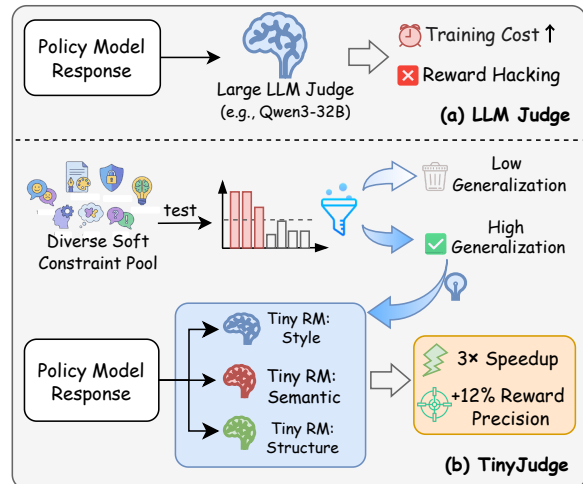 Policy Model
Response
Large LLM Judge
(e.g., Qwen3-32B)
Training Cost ↑
Reward Hacking
(a) LLM Judge
Diverse Soft
Constraint Pool
test
Low
Generalization
High
Generalization
Policy Model
Response
Tiny RM:
Style
Tiny RM:
Semantic
Tiny RM:
Structure
3× Speedup
+12% Reward
Precision
(b) TinyJudge